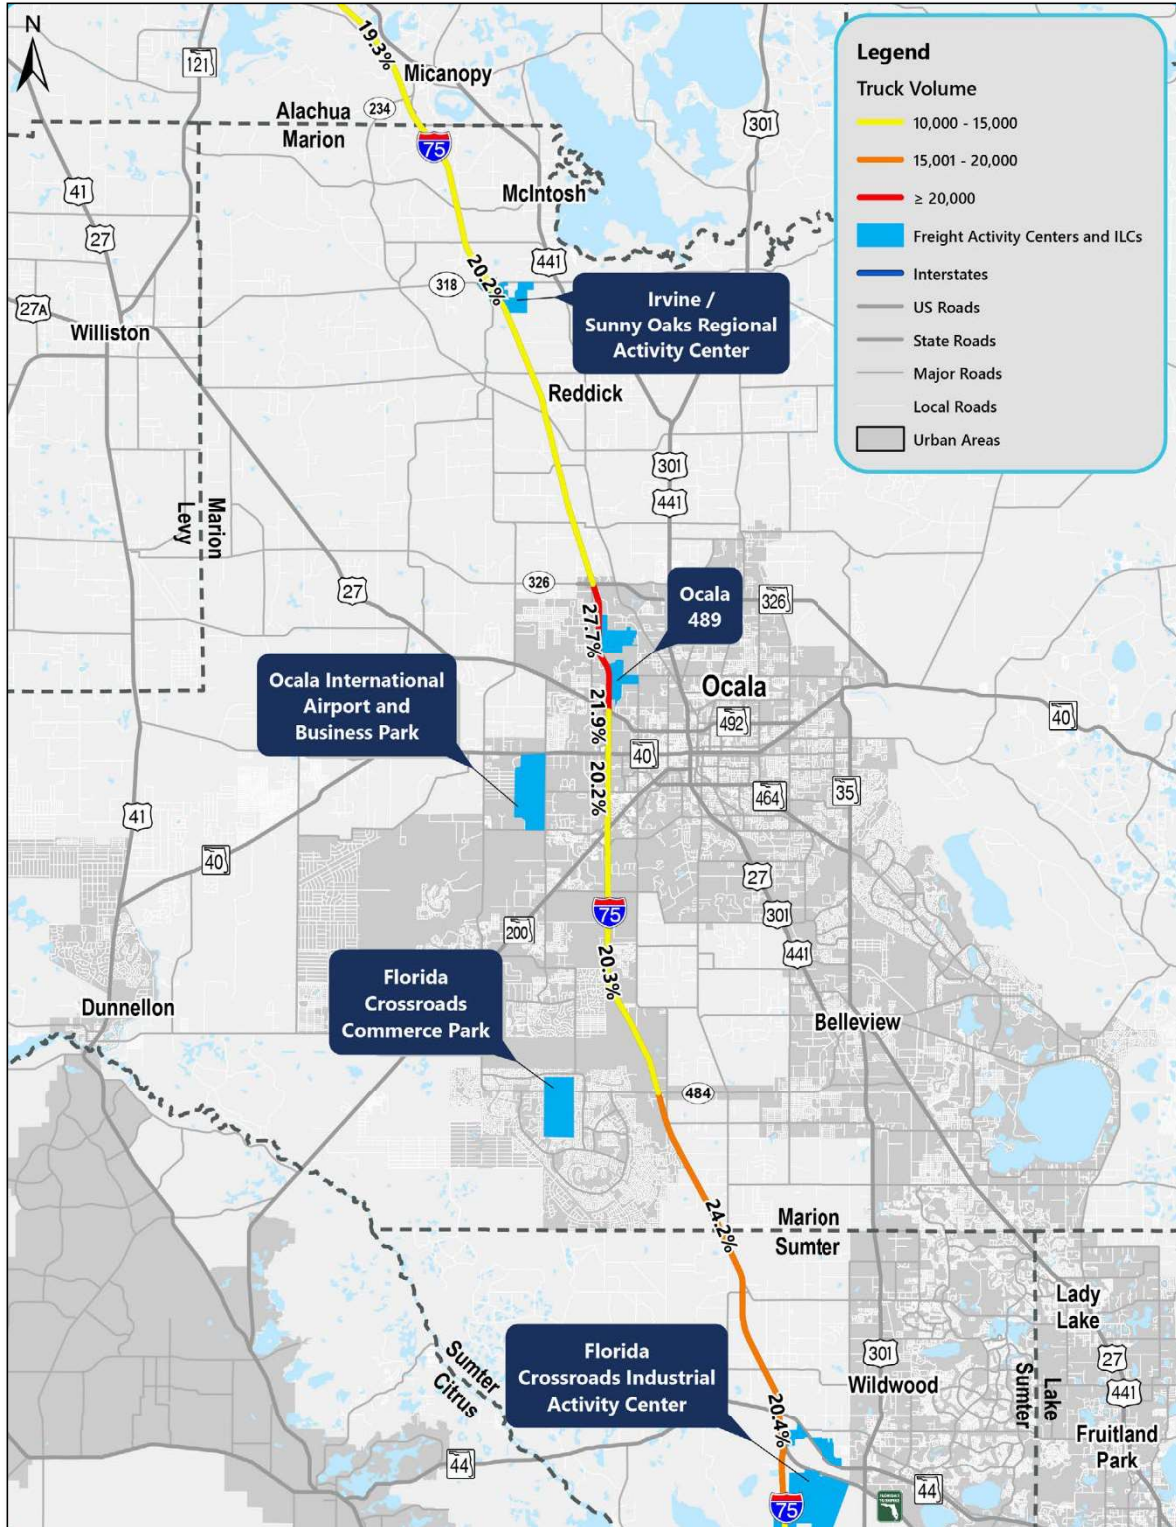 N
19.3%
Micanopy
121
234
Alachua
Marion
75
301
McIntosh
41
27
441
318
20.2%
27A
Williston
Irvine /
Sunny Oaks Regional
Activity Center
Reddick
301
441
Marion
Levy
Legend
Truck Volume
10,000 - 15,000
15,001 - 20,000
≥ 20,000
Freight Activity Centers and ILCs
Interstates
US Roads
State Roads
Major Roads
Local Roads
Urban Areas
27
326
27.7%
Ocala
489
326
Ocala International
Airport and
Business Park
21.9%
Ocala
492
40
40
20.2%
464
35
41
40
27
200
75
301
441
20.3%
Florida
Crossroads
Commerce Park
Dunnellon
Belleview
484
24.2%
Marion
Sumter
Lady
Lake
Sumter
Citrus
Florida
Crossroads Industrial
Activity Center
301
Wildwood
Lake
Sumter
27
441
20.4%
Fruitland
Park
44
44
75